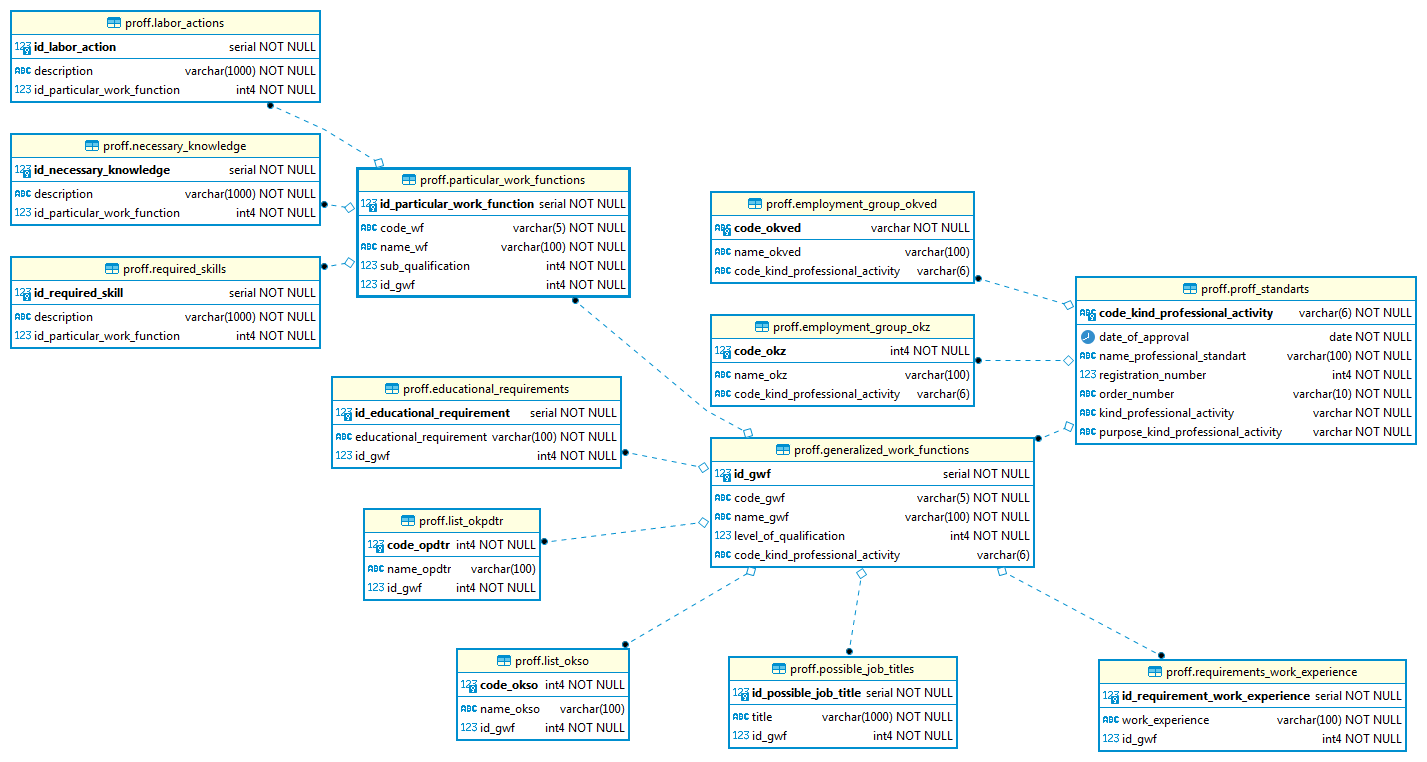 proff.labor_actions
123 id_labor_action serial NOT NULL
ABC description varchar(1000) NOT NULL
123 id_particular_work_function int4 NOT NULL
proff.necessary_knowledge
123 id_necessary_knowledge serial NOT NULL
ABC description varchar(1000) NOT NULL
123 id_particular_work_function int4 NOT NULL
proff.required_skills
123 id_required_skill serial NOT NULL
ABC description varchar(1000) NOT NULL
123 id_particular_work_function int4 NOT NULL
proff.particular_work_functions
123 id_particular_work_function serial NOT NULL
ABC code_wf varchar(5) NOT NULL
ABC name_wf varchar(100) NOT NULL
123 sub_qualification int4 NOT NULL
123 id_gwf int4 NOT NULL
proff.employment_group_okved
ABC code_okved varchar NOT NULL
ABC name_okved varchar(100)
ABC code_kind_professional_activity varchar(6)
proff.employment_group_okz
123 code_okz int4 NOT NULL
ABC name_okz varchar(100)
ABC code_kind_professional_activity varchar(6)
proff.proff_standarts
ABC code_kind_professional_activity varchar(6) NOT NULL
date_of_approval date NOT NULL
ABC name_professional_standart varchar(100) NOT NULL
123 registration_number int4 NOT NULL
ABC order_number varchar(10) NOT NULL
ABC kind_professional_activity varchar NOT NULL
ABC purpose_kind_professional_activity varchar NOT NULL
proff.educational_requirements
123 id_educational_requirement serial NOT NULL
ABC educational_requirement varchar(100) NOT NULL
123 id_gwf int4 NOT NULL
proff.generalized_work_functions
123 id_gwf serial NOT NULL
ABC code_gwf varchar(5) NOT NULL
ABC name_gwf varchar(100) NOT NULL
123 level_of_qualification int4 NOT NULL
ABC code_kind_professional_activity varchar(6)
proff.list_okpdtr
123 code_opdtr int4 NOT NULL
ABC name_opdtr varchar(100)
123 id_gwf int4 NOT NULL
proff.list_okso
123 code_okso int4 NOT NULL
ABC name_okso varchar(100)
123 id_gwf int4 NOT NULL
proff.possible_job_titles
123 id_possible_job_title serial NOT NULL
ABC title varchar(1000) NOT NULL
123 id_gwf int4 NOT NULL
proff.requirements_work_experience
123 id_requirement_work_experience serial NOT NULL
ABC work_experience varchar(100) NOT NULL
123 id_gwf int4 NOT NULL